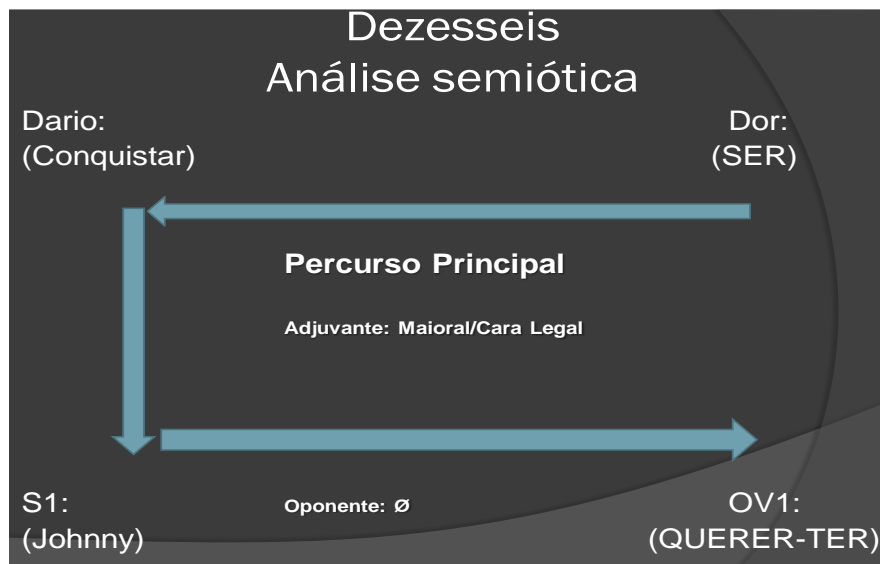 Dezesseis
Análise semiótica
Dario:
(Conquistar)
Dor:
(SER)
Percurso Principal
Adjuvante: Maioral/Cara Legal
S1:
(Johnny)
Oponente: Ø
OV1:
(QUERER-TER)